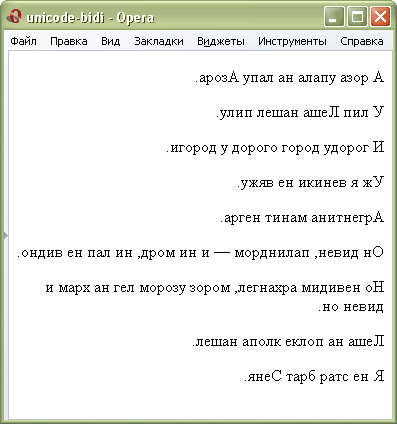 unicode-bidi - Opera
Файл Правка Вид Закладки Виджеты Инструменты Справка
.арозА упал ан алапу азор А
.улип лешан ашеЛ пил У
.игород у дорого город удорог И
.ужяв ен икинев я жУ
.арген тинам анитнегрА
.ондив ен пал ин ,дром ин и — морднилап ,невид нО
и марх ан гел морозу зором ,легнахра мидивен оН
.но невид
.лешан аполк еклоп ан ашеЛ
.янеС тарб ратс ен Я